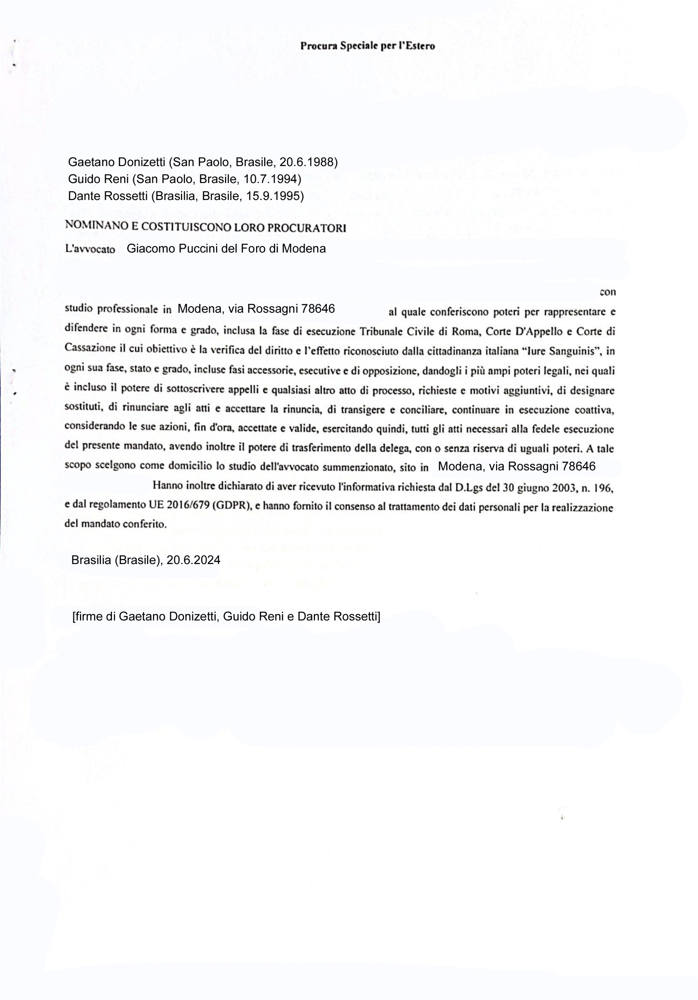 Procura Speciale per l'Estero
Gaetano Donizetti (San Paolo, Brasile, 20.6.1988)
Guido Reni (San Paolo, Brasile, 10.7.1994)
Dante Rossetti (Brasilia, Brasile, 15.9.1995)
NOMINANO E COSTITUISCONO LORO PROCURATORI
L'avvocato Giacomo Puccini del Foro di Modena
con
studio professionale in Modena, via Rossagni 78646 al quale conferiscono poteri per rappresentare e
difendere in ogni forma e grado, inclusa la fase di esecuzione Tribunale Civile di Roma, Corte D'Appello e Corte di
Cassazione il cui obiettivo è la verifica del diritto e l'effetto riconosciuto dalla cittadinanza italiana “Iure Sanguinis”, in
ogni sua fase, stato e grado, incluse fasi accessorie, esecutive e di opposizione, dandogli i più ampi poteri legali, nei quali
è incluso il potere di sottoscrivere appelli e qualsiasi altro atto di processo, richieste e motivi aggiuntivi, di designare
sostituti, di rinunciare agli atti e accettare la rinuncia, di transigere e conciliare, continuare in esecuzione coattiva,
considerando le sue azioni, fin d'ora, accettate e valide, esercitando quindi, tutti gli atti necessari alla fedele esecuzione
del presente mandato, avendo inoltre il potere di trasferimento della delega, con o senza riserva di uguali poteri. A tale
scopo scelgono come domicilio lo studio dell'avvocato summenzionato, sito in Modena, via Rossagni 78646
Hanno inoltre dichiarato di aver ricevuto l'informativa richiesta dal D.Lgs del 30 giugno 2003, n. 196,
e dal regolamento UE 2016/679 (GDPR), e hanno fornito il consenso al trattamento dei dati personali per la realizzazione
del mandato conferito.
Brasilia (Brasile), 20.6.2024
[firme di Gaetano Donizetti, Guido Reni e Dante Rossetti]